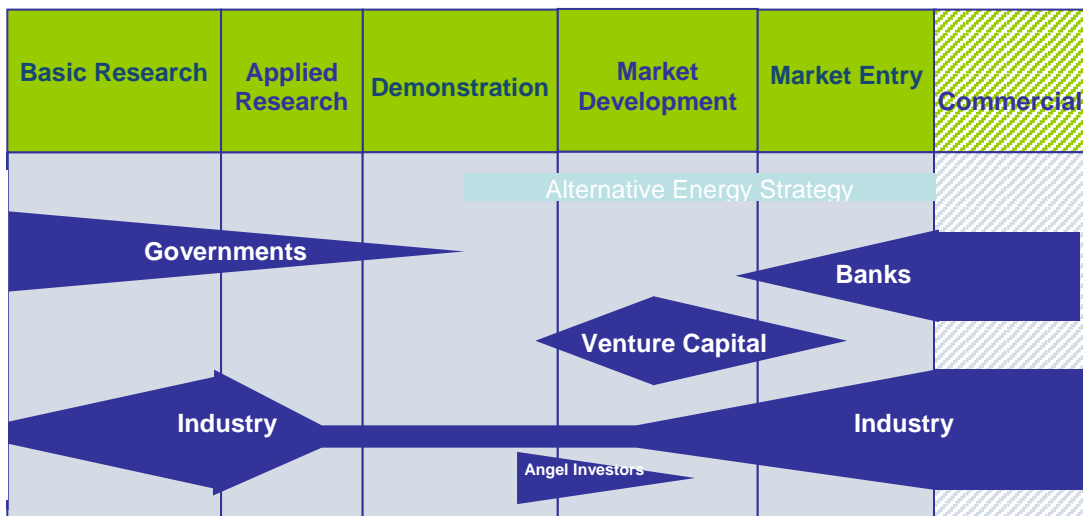 Basic Research
Applied
Research
Demonstration
Market
Development
Market Entry
Commercial
Alternative Energy Strategy
Governments
Banks
Venture Capital
Industry
Industry
Angel Investors